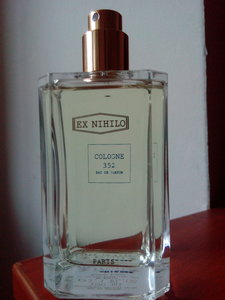 EX NIHILO
COLOGNE
352
EAU DE PARFUM
PARIS